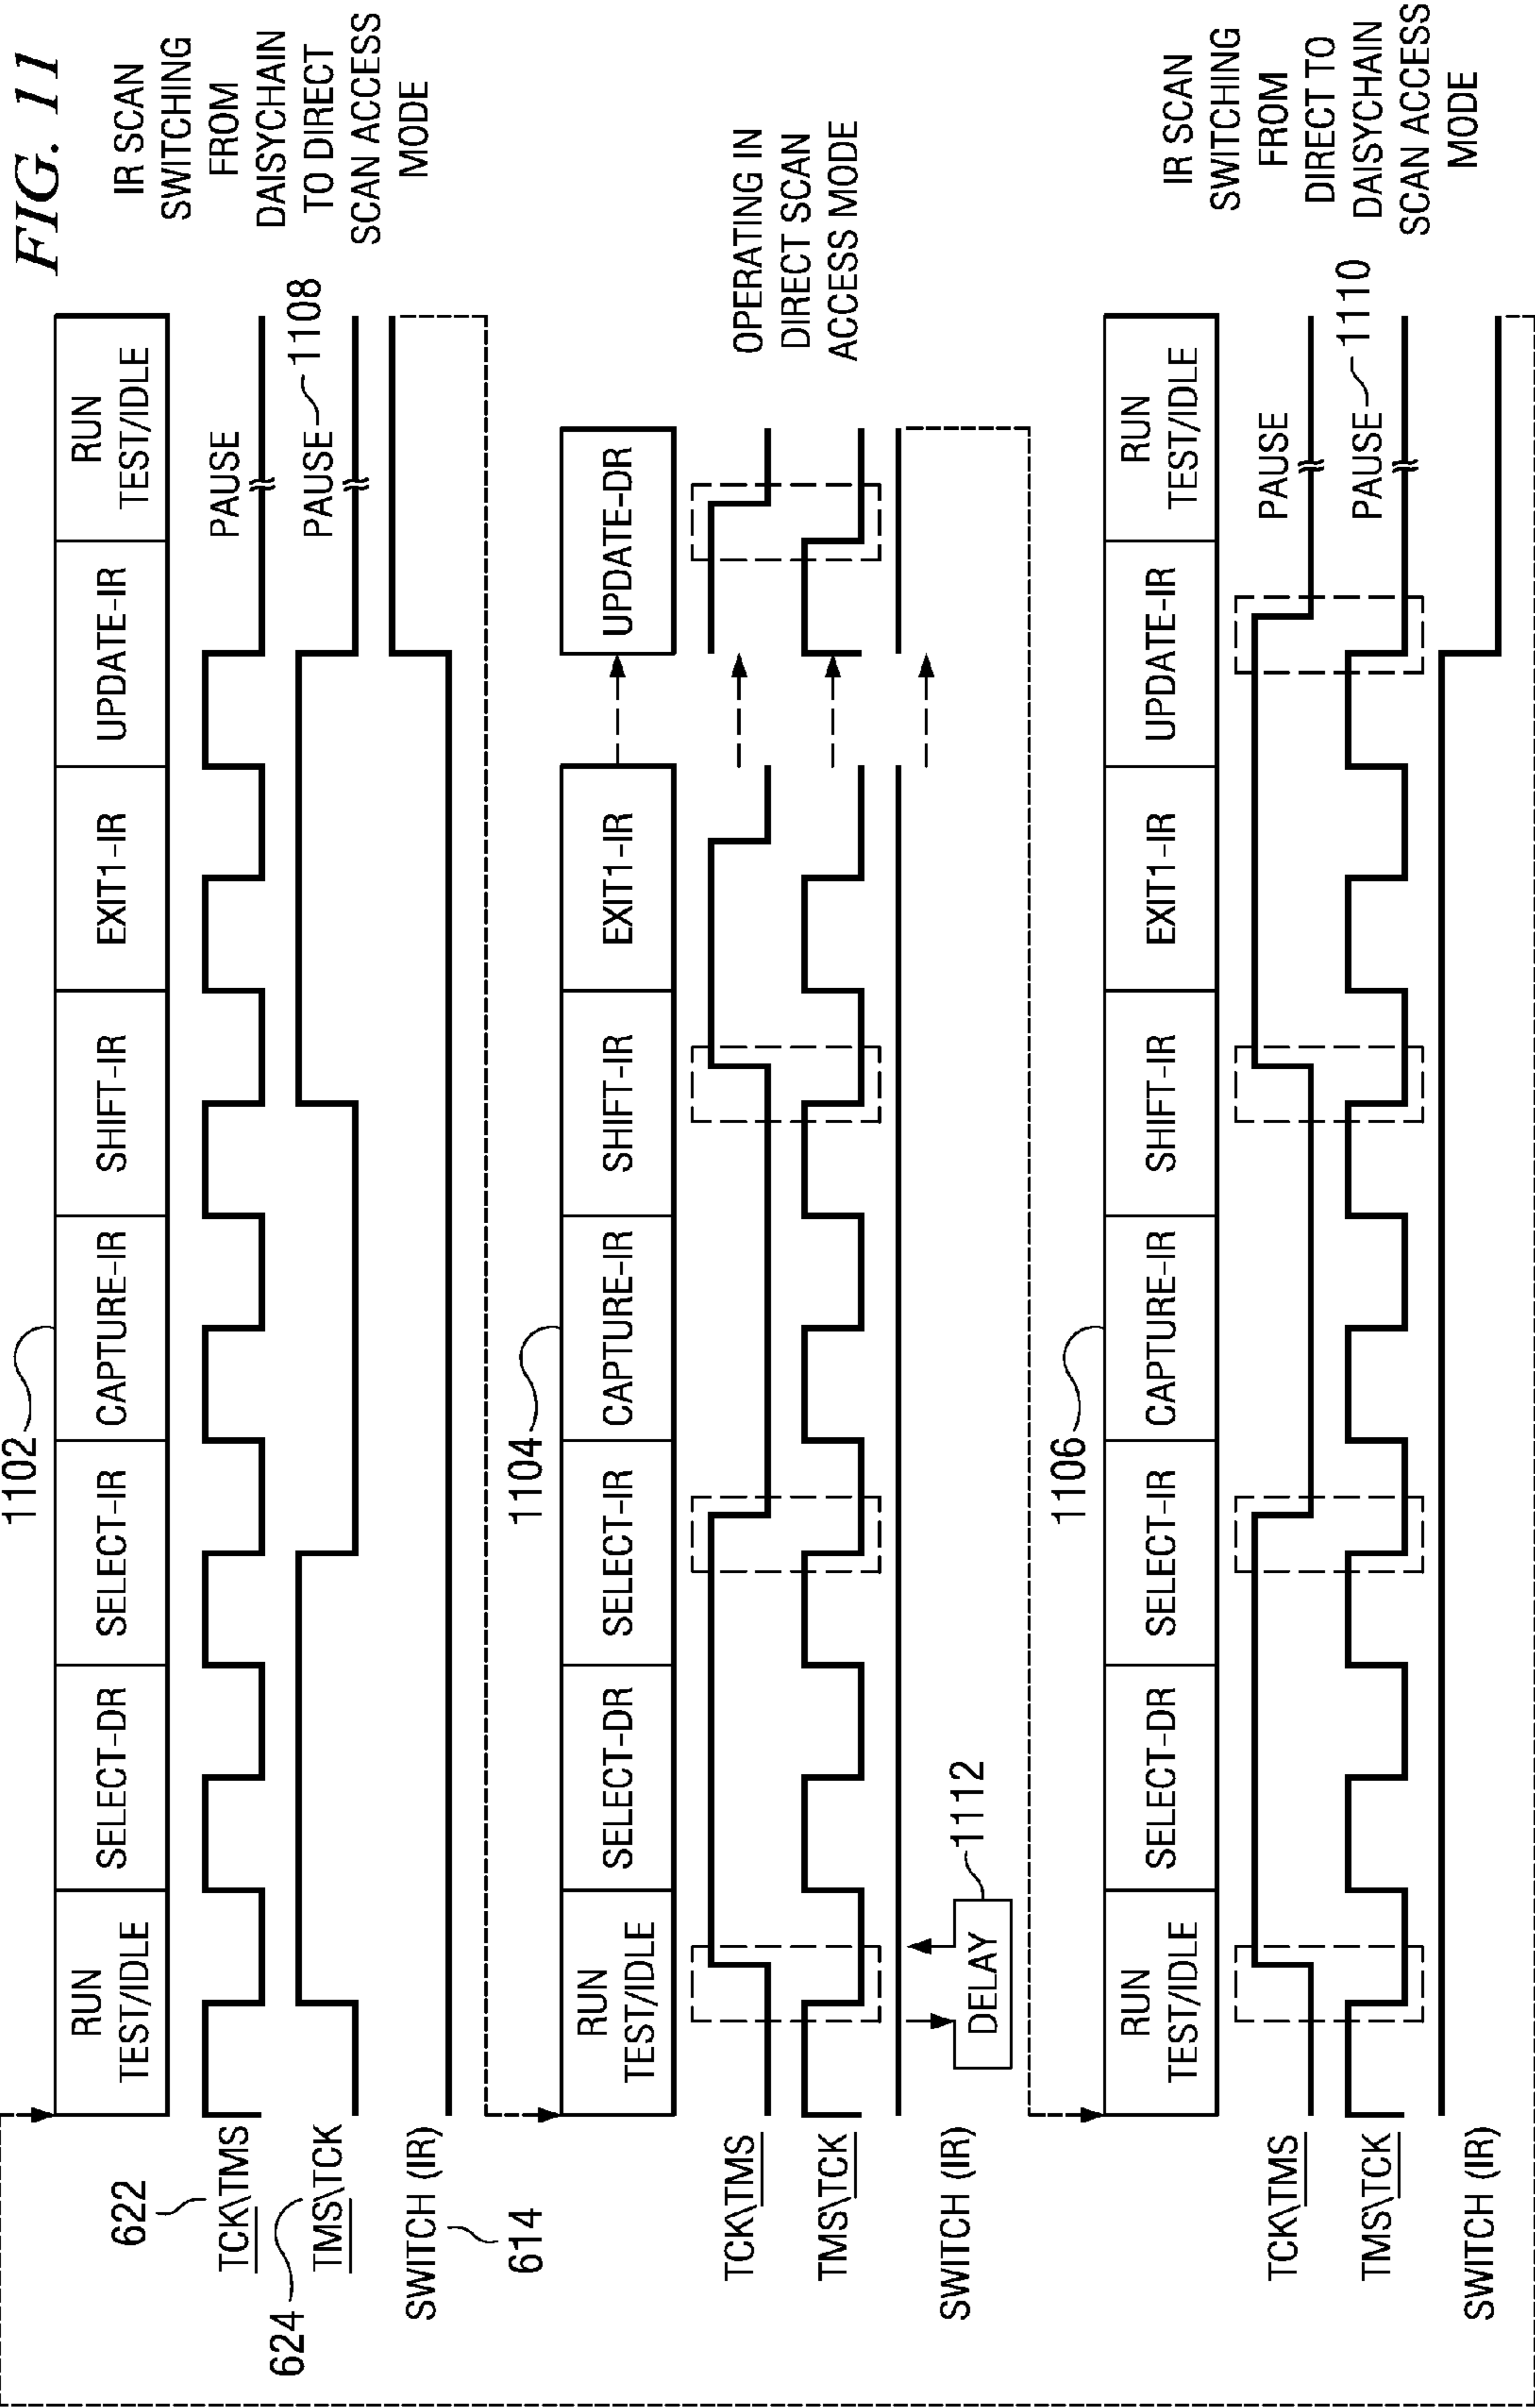 FIG. 11
1102
RUN
TEST/IDLE
SELECT-DR
SELECT-IR
CAPTURE-IR
SHIFT-IR
EXIT1-IR
UPDATE-IR
RUN
TEST/IDLE
IR SCAN
SWITCHING
FROM
DAISYCHAIN
TO DIRECT
SCAN ACCESS
MODE
622
TCK\TMS
PAUSE
624
TMS\TCK
PAUSE
1108
SWITCH (IR)
614
1104
RUN
TEST/IDLE
SELECT-DR
SELECT-IR
CAPTURE-IR
SHIFT-IR
EXIT1-IR
UPDATE-DR
OPERATING IN
DIRECT SCAN
ACCESS MODE
TCK\TMS
TMS\TCK
SWITCH (IR)
DELAY
1112
1106
RUN
TEST/IDLE
SELECT-DR
SELECT-IR
CAPTURE-IR
SHIFT-IR
EXIT1-IR
UPDATE-IR
RUN
TEST/IDLE
IR SCAN
SWITCHING
FROM
DIRECT TO
DAISYCHAIN
SCAN ACCESS
MODE
TCK\TMS
PAUSE
TMS\TCK
PAUSE
1110
SWITCH (IR)